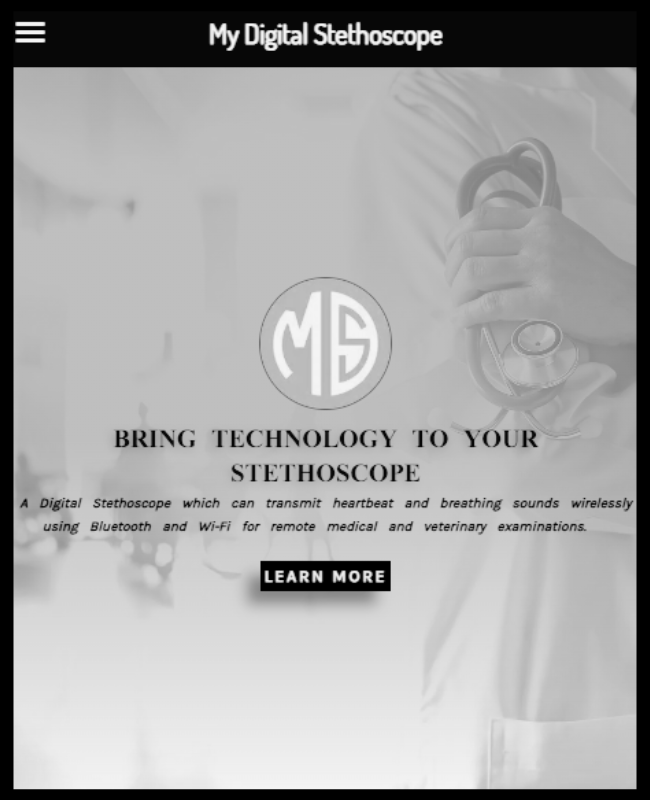 My Digital Stethoscope
MS
BRING TECHNOLOGY TO YOUR
STETHOSCOPE
A Digital Stethoscope which can transmit heartbeat and breathing sounds wirelessly
using Bluetooth and Wi-Fi for remote medical and veterinary examinations.
LEARN MORE